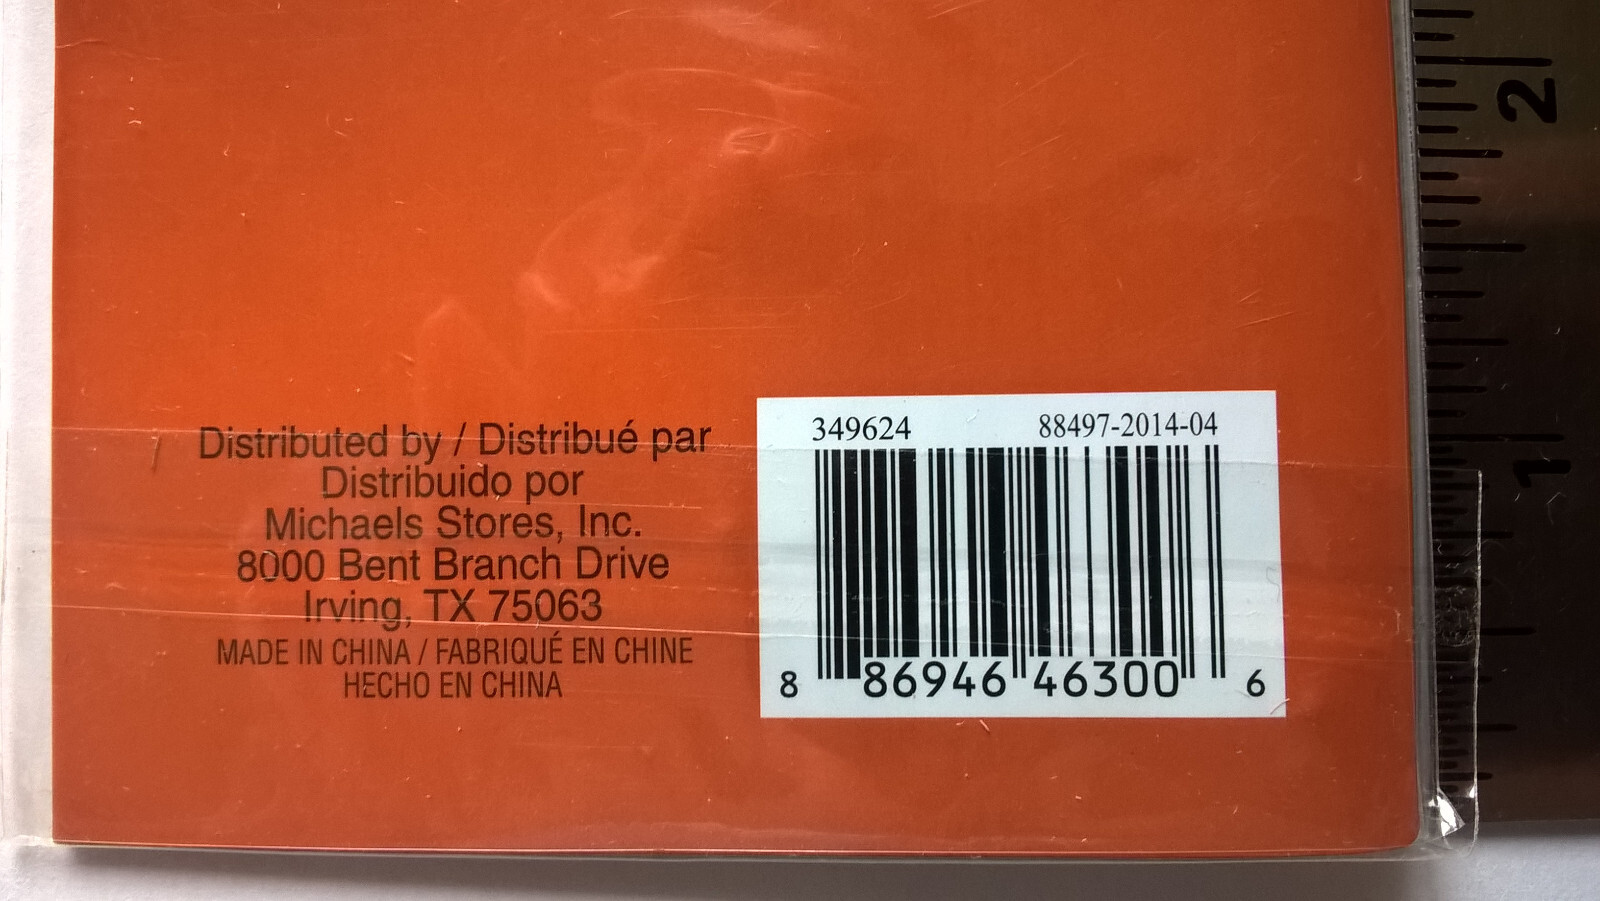 Distributed by / Distribué par
Distribuido por
Michaels Stores, Inc.
8000 Bent Branch Drive
Irving, TX 75063
MADE IN CHINA / FABRIQUÉ EN CHINE
HECHO EN CHINA
349624 88497-2014-04
8 86946 46300 6
2
1